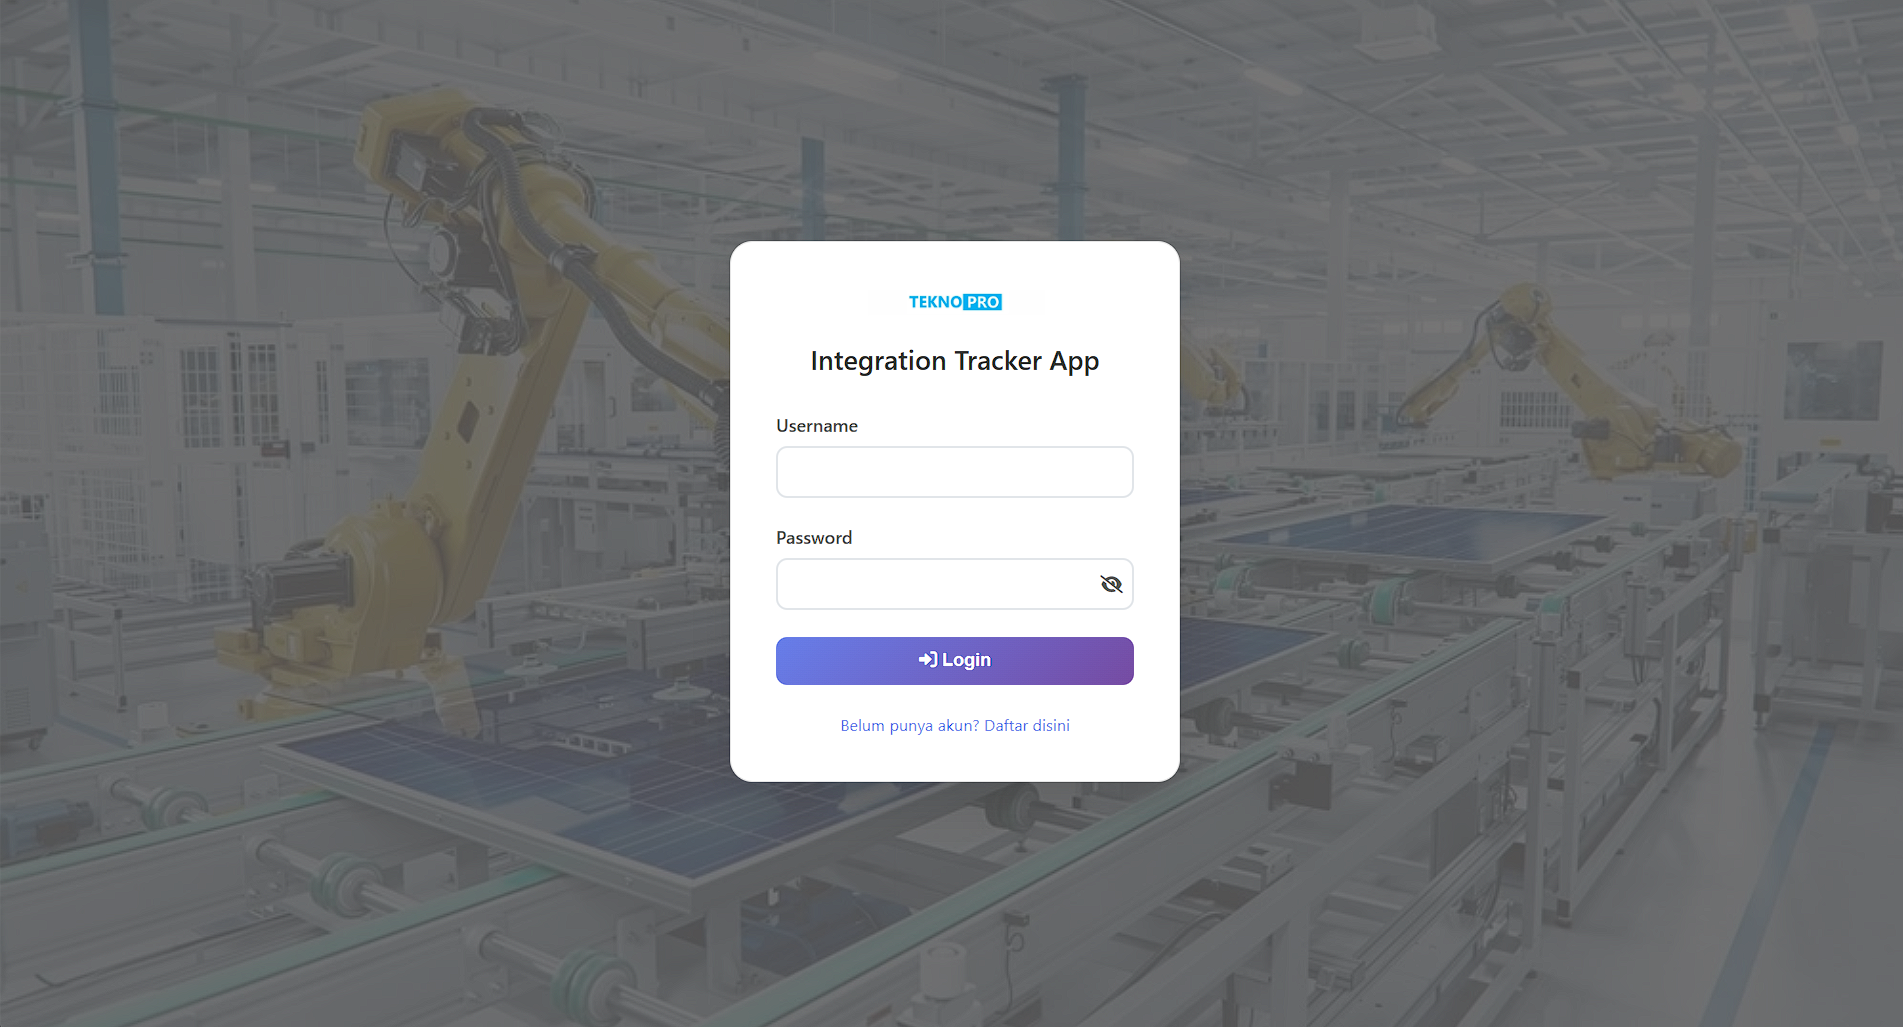 TEKNOPRO
Integration Tracker App
Username
Password
Login
Belum punya akun? Daftar disini